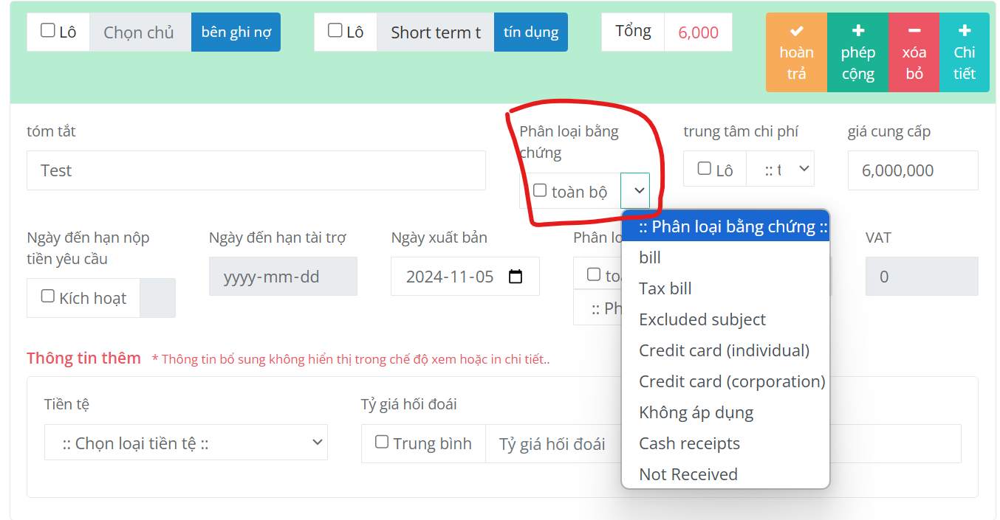 Lô Chọn chủ bên ghi nợ Lô Short term t tín dụng Tổng 6,000
hoàn trả
phép cộng
xóa bỏ
Chi tiết
tóm tắt
Test
Phân loại bằng chứng
toàn bộ
trung tâm chi phí
Lô :: t
giá cung cấp
6,000,000
Ngày đến hạn nộp tiền yêu cầu
Kích hoạt
Ngày đến hạn tài trợ
yyyy-mm-dd
Ngày xuất bản
2024-11-05
Phân lo
to
:: Ph
VAT
0
:: Phân loại bằng chứng ::
bill
Tax bill
Excluded subject
Credit card (individual)
Credit card (corporation)
Không áp dụng
Cash receipts
Not Received
Thông tin thêm * Thông tin bổ sung không hiển thị trong chế độ xem hoặc in chi tiết..
Tiền tệ
:: Chọn loại tiền tệ ::
Tỷ giá hối đoái
Trung bình Tỷ giá hối đoái